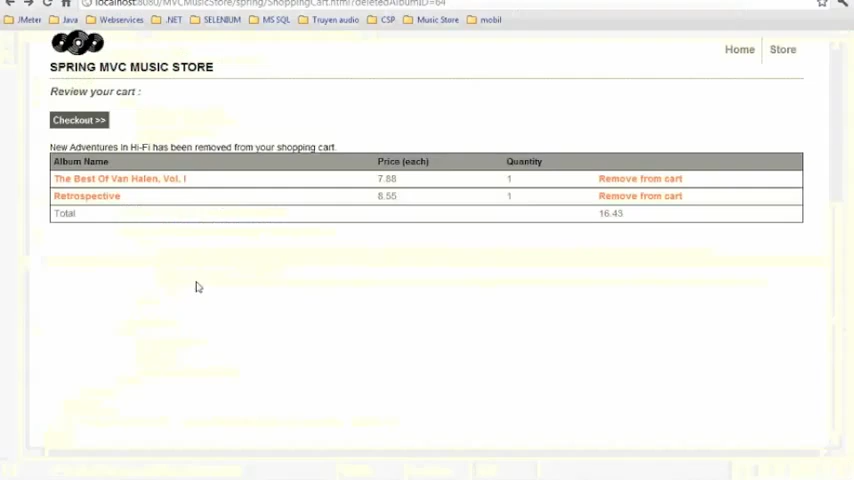 localhost:8080/MVCMusicStore/spring/ShoppingCart.html?deletedAlbumID=64
JMeter Java Webservices .NET SELENIUM MS SQL Truyen audio CSP Music Store mobil
Home Store
SPRING MVC MUSIC STORE
Review your cart :
Checkout >>
New Adventures In Hi-Fi has been removed from your shopping cart.
Album Name Price (each) Quantity
The Best Of Van Halen, Vol. I 7.88 1 Remove from cart
Retrospective 8.55 1 Remove from cart
Total 16.43